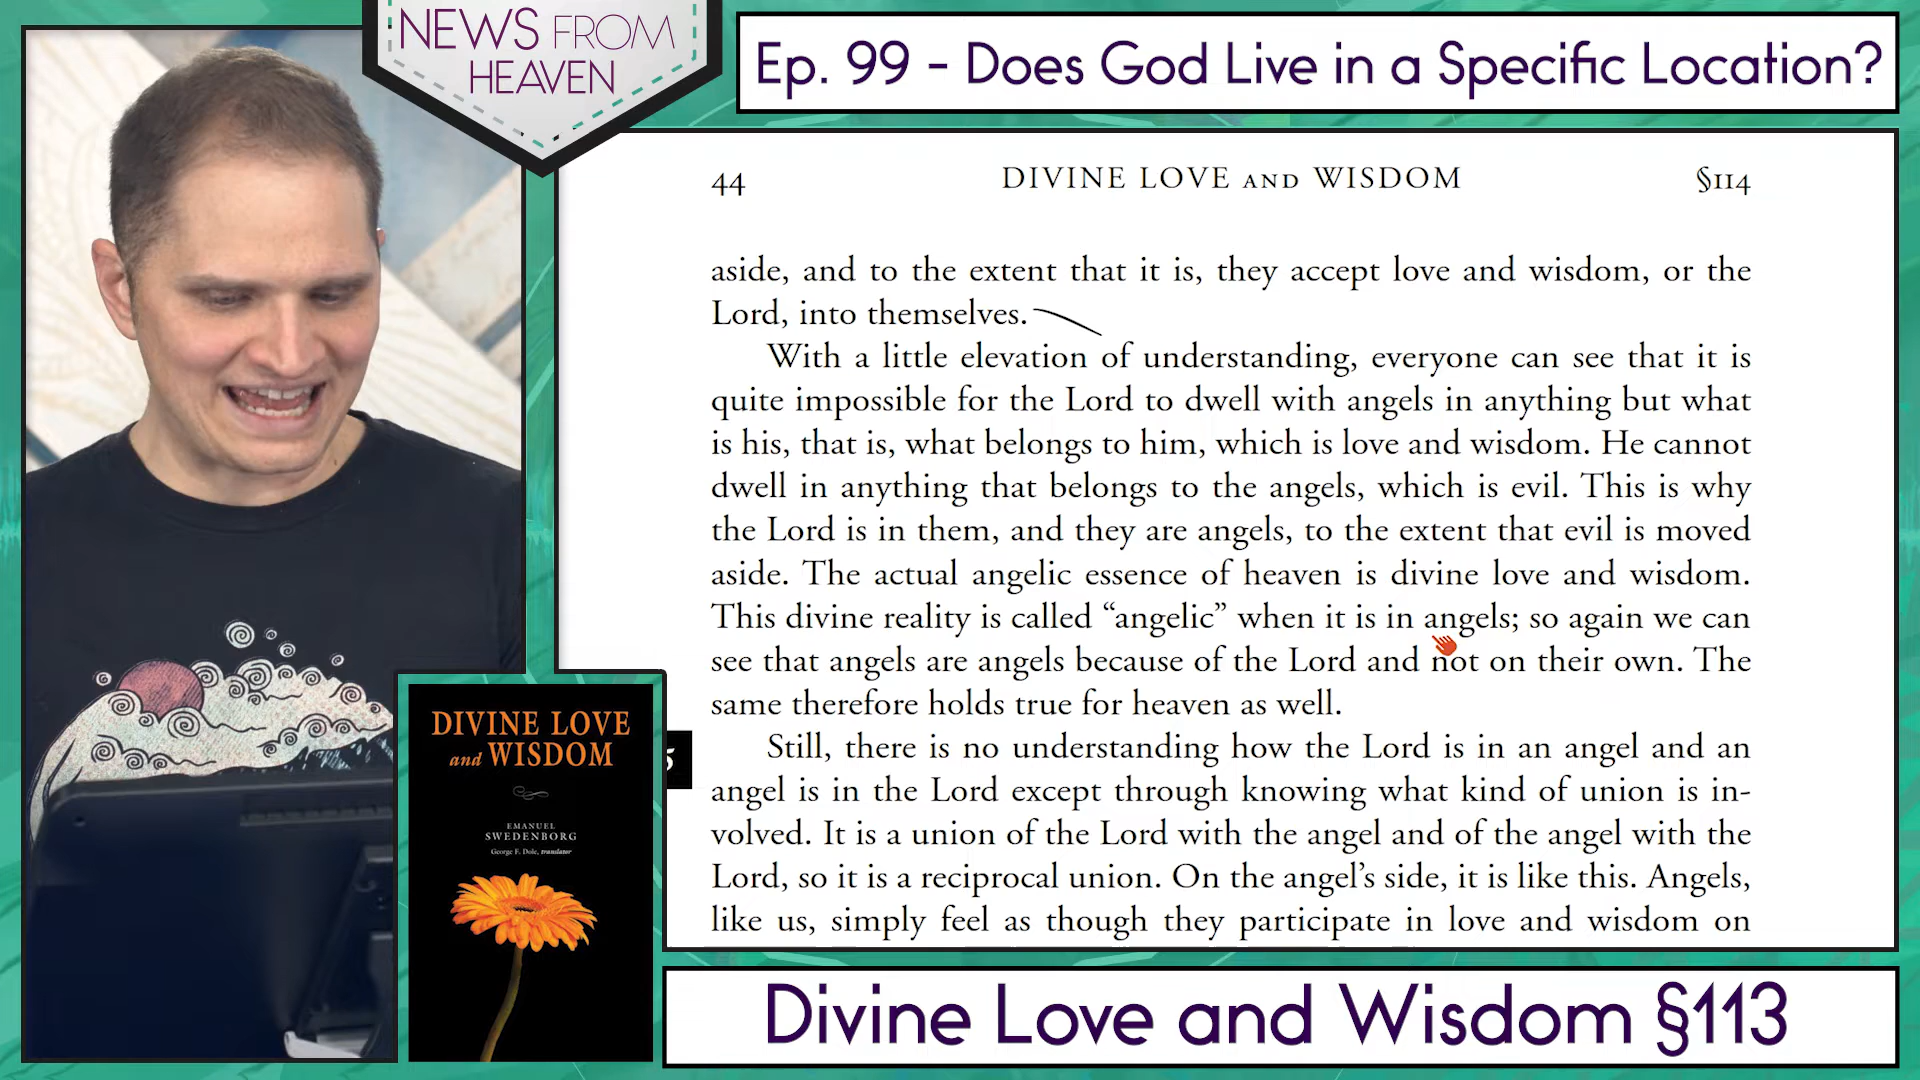 NEWS FROM
HEAVEN
Ep. 99 - Does God Live in a Specific Location?
44 DIVINE LOVE AND WISDOM §114
aside, and to the extent that it is, they accept love and wisdom, or the
Lord, into themselves.
With a little elevation of understanding, everyone can see that it is
quite impossible for the Lord to dwell with angels in anything but what
is his, that is, what belongs to him, which is love and wisdom. He cannot
dwell in anything that belongs to the angels, which is evil. This is why
the Lord is in them, and they are angels, to the extent that evil is moved
aside. The actual angelic essence of heaven is divine love and wisdom.
This divine reality is called “angelic” when it is in angels; so again we can
see that angels are angels because of the Lord and not on their own. The
same therefore holds true for heaven as well.
5
Still, there is no understanding how the Lord is in an angel and an
angel is in the Lord except through knowing what kind of union is in-
volved. It is a union of the Lord with the angel and of the angel with the
Lord, so it is a reciprocal union. On the angel’s side, it is like this. Angels,
like us, simply feel as though they participate in love and wisdom on
DIVINE LOVE
and WISDOM
EMANUEL
SWEDENBORG
George F. Dole, translator
Divine Love and Wisdom §113